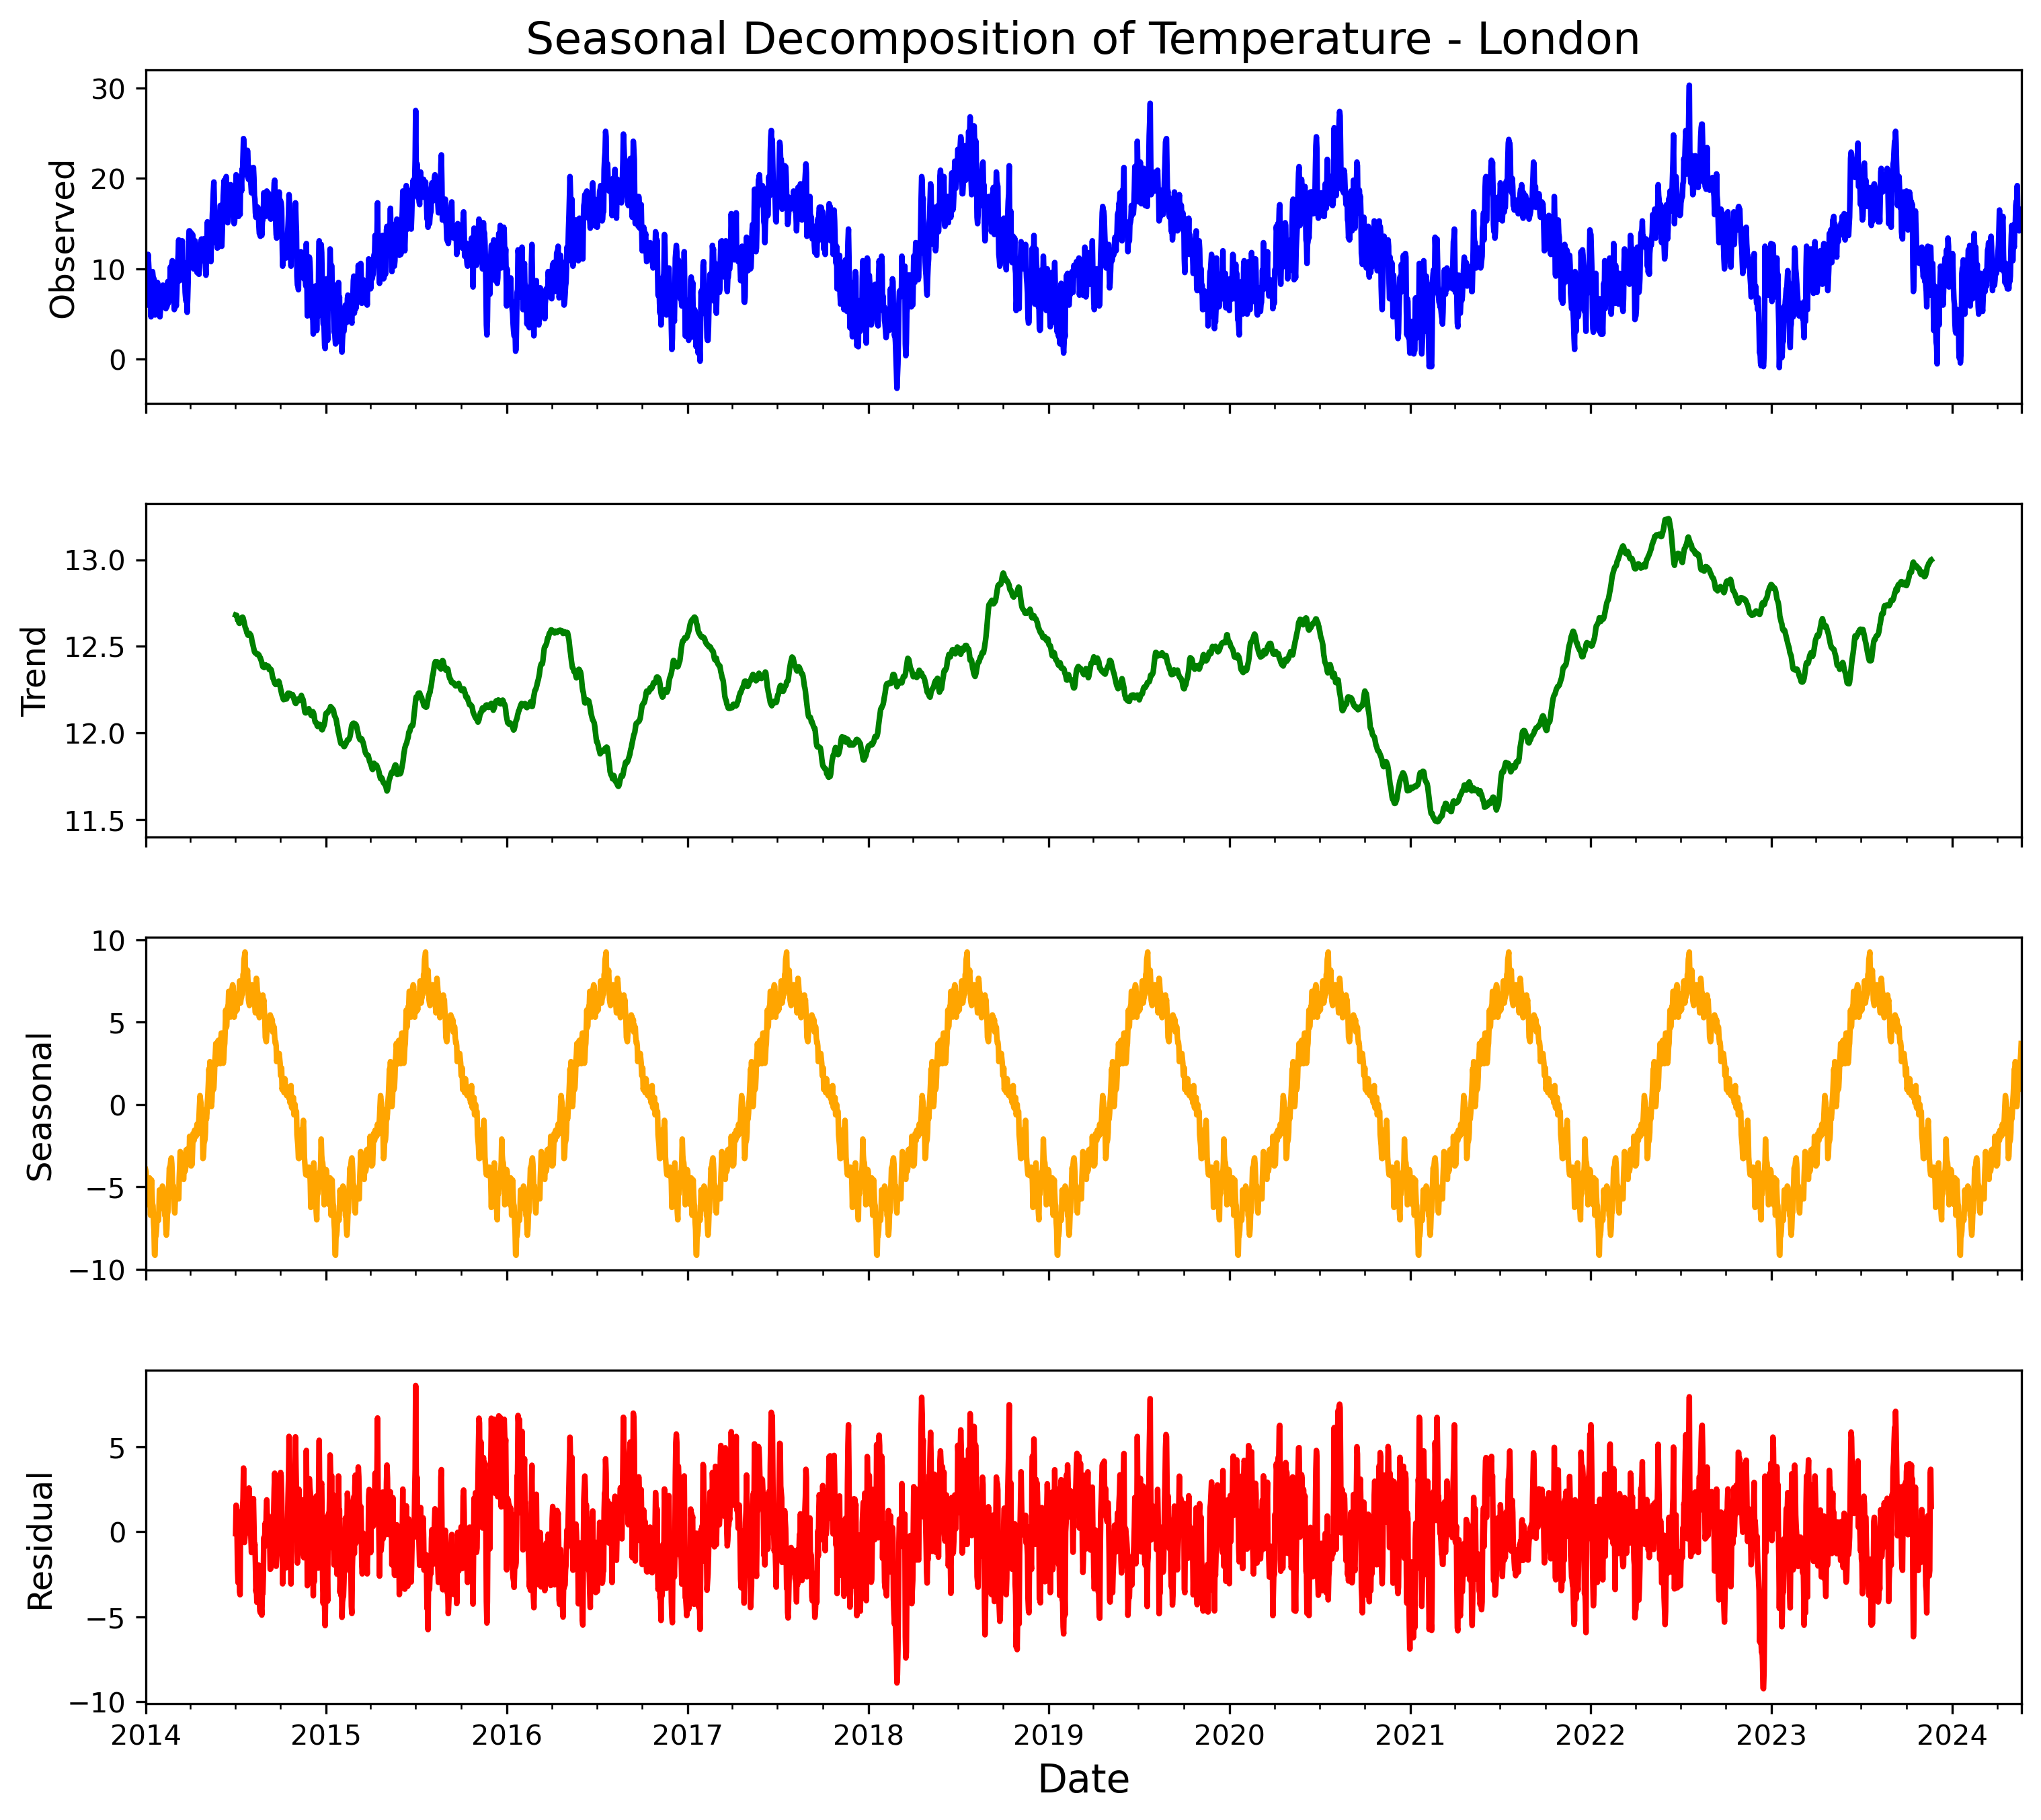 Seasonal Decomposition of Temperature - London
30
20
10
0
Observed
13.0
12.5
12.0
11.5
Trend
10
5
0
−5
−10
Seasonal
5
0
−5
−10
Residual
2014 2015 2016 2017 2018 2019 2020 2021 2022 2023 2024
Date